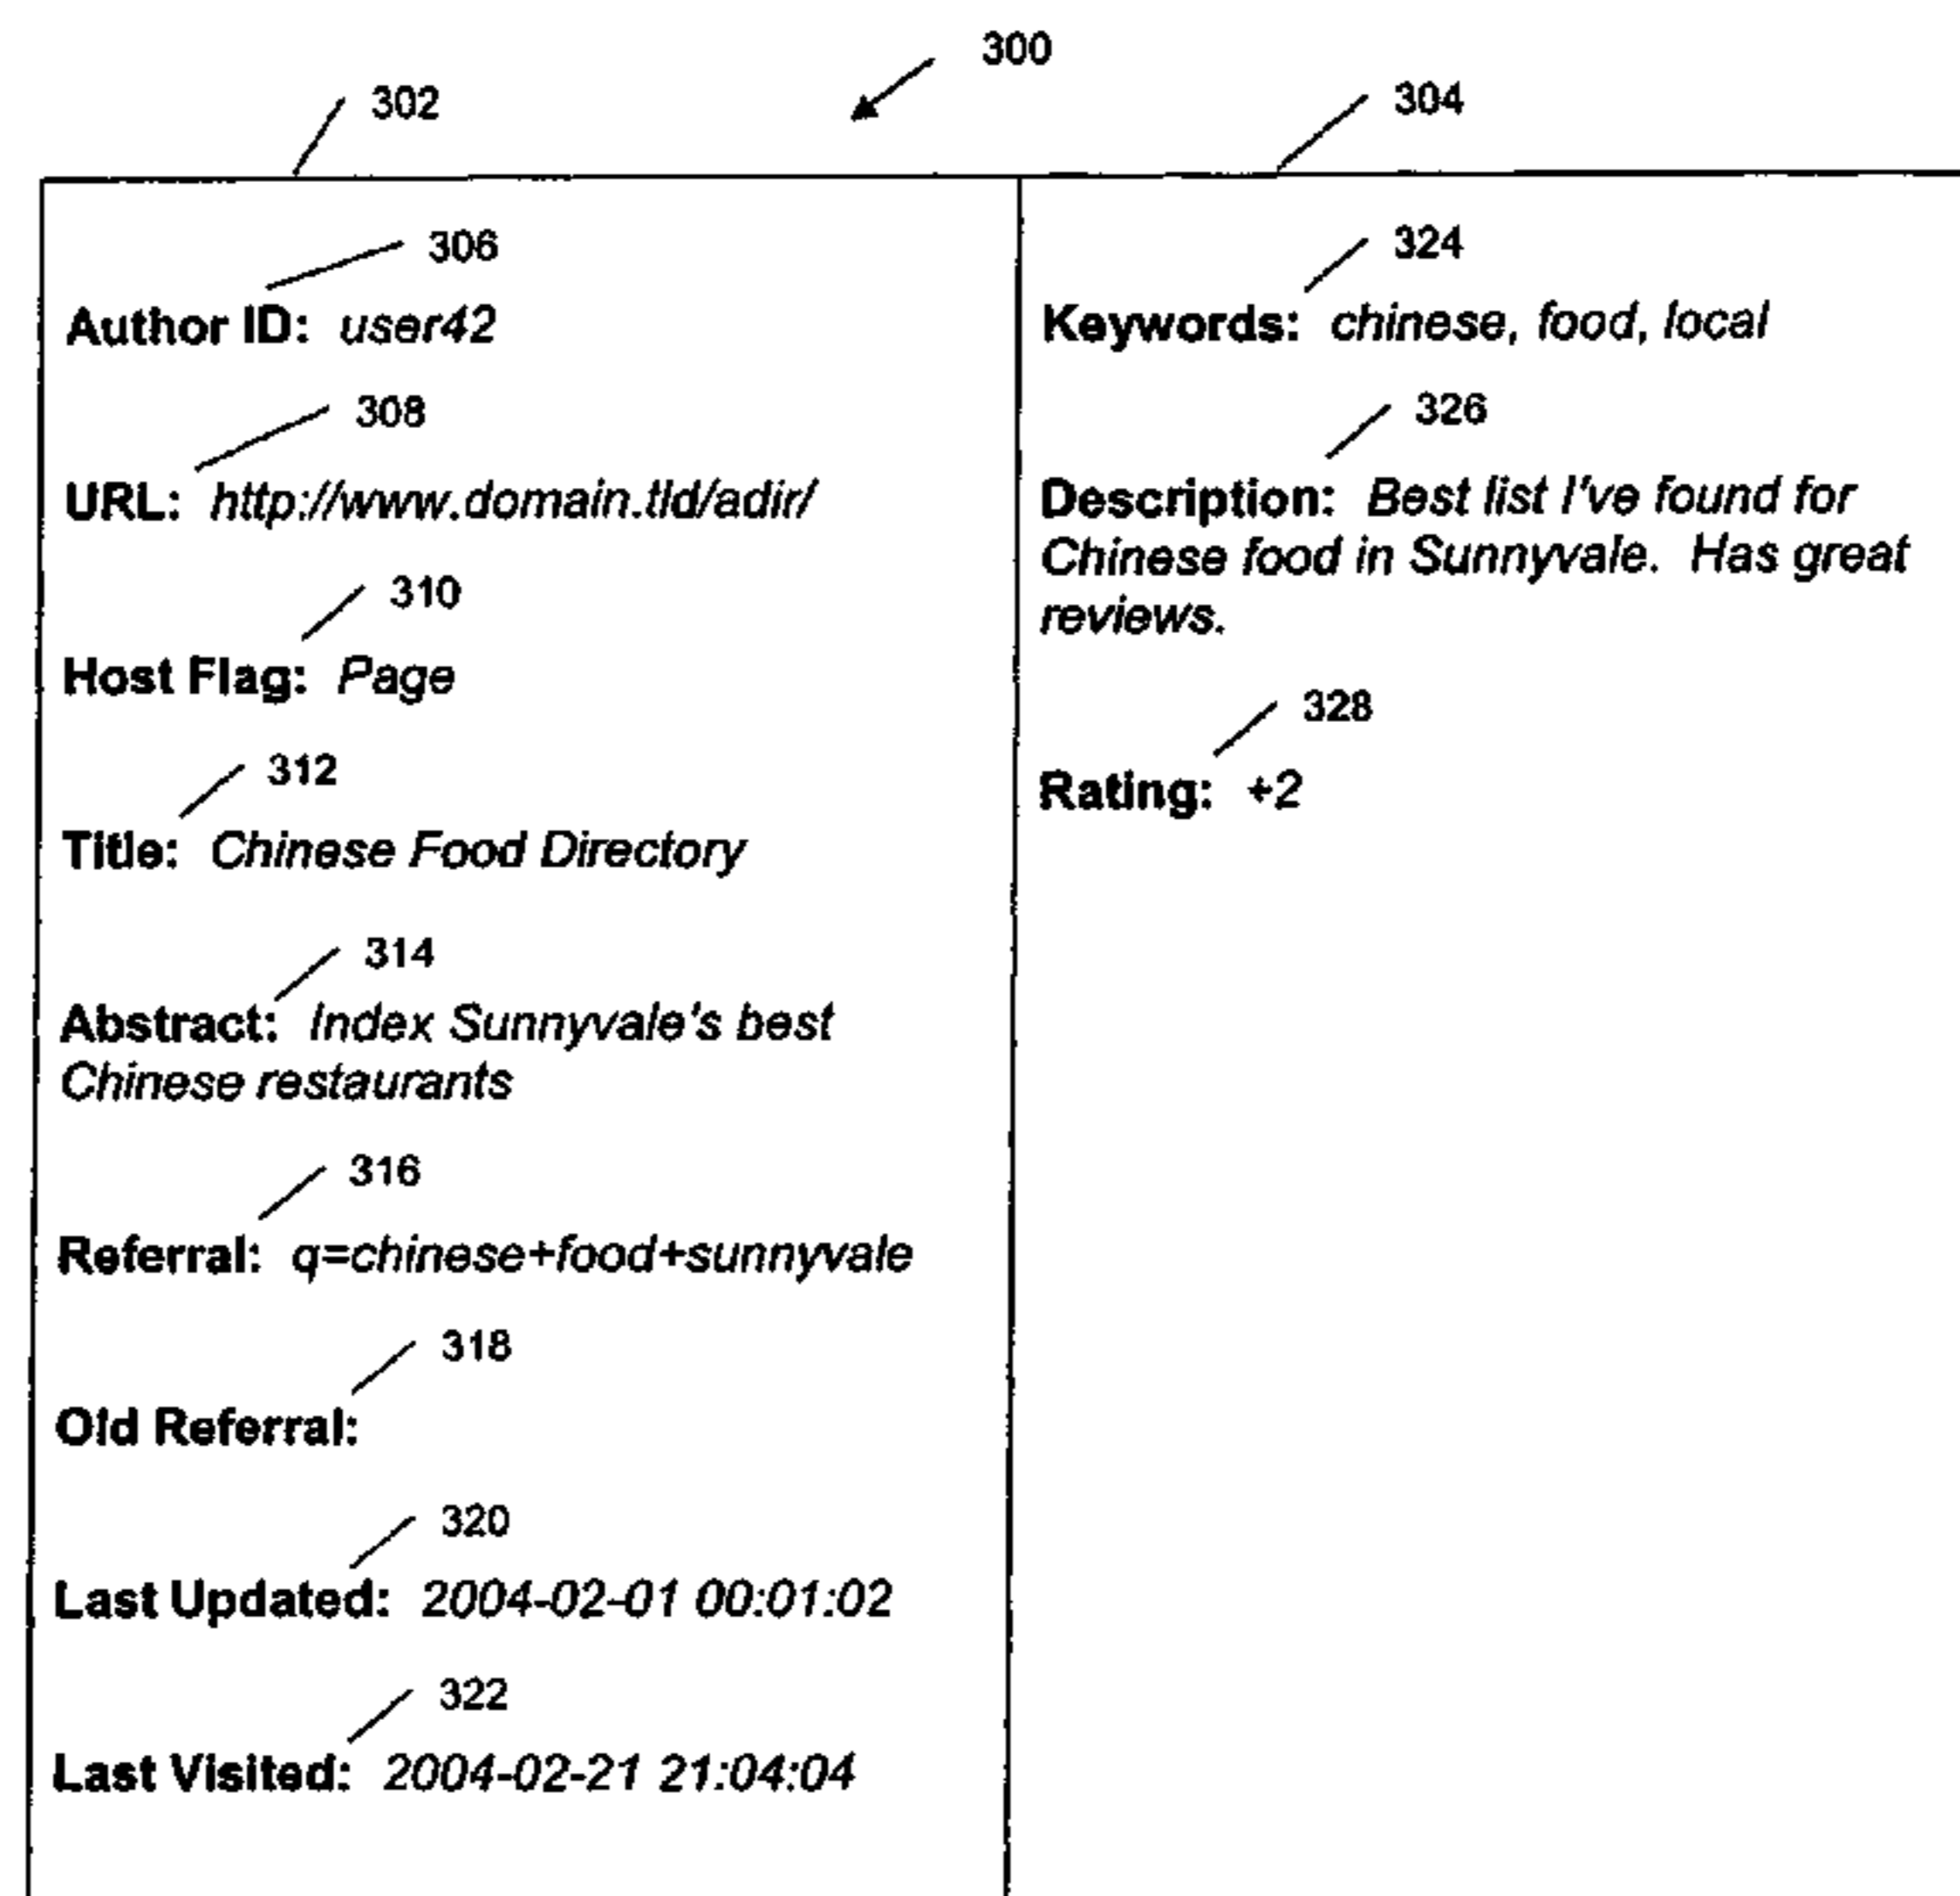 300
302
304
306
Author ID: user42
308
URL: http://www.domain.tld/adir/
310
Host Flag: Page
312
Title: Chinese Food Directory
314
Abstract: Index Sunnyvale's best
Chinese restaurants
316
Referral: q=chinese+food+sunnyvale
318
Old Referral:
320
Last Updated: 2004-02-01 00:01:02
322
Last Visited: 2004-02-21 21:04:04
324
Keywords: chinese, food, local
326
Description: Best list I've found for
Chinese food in Sunnyvale. Has great
reviews.
328
Rating: +2